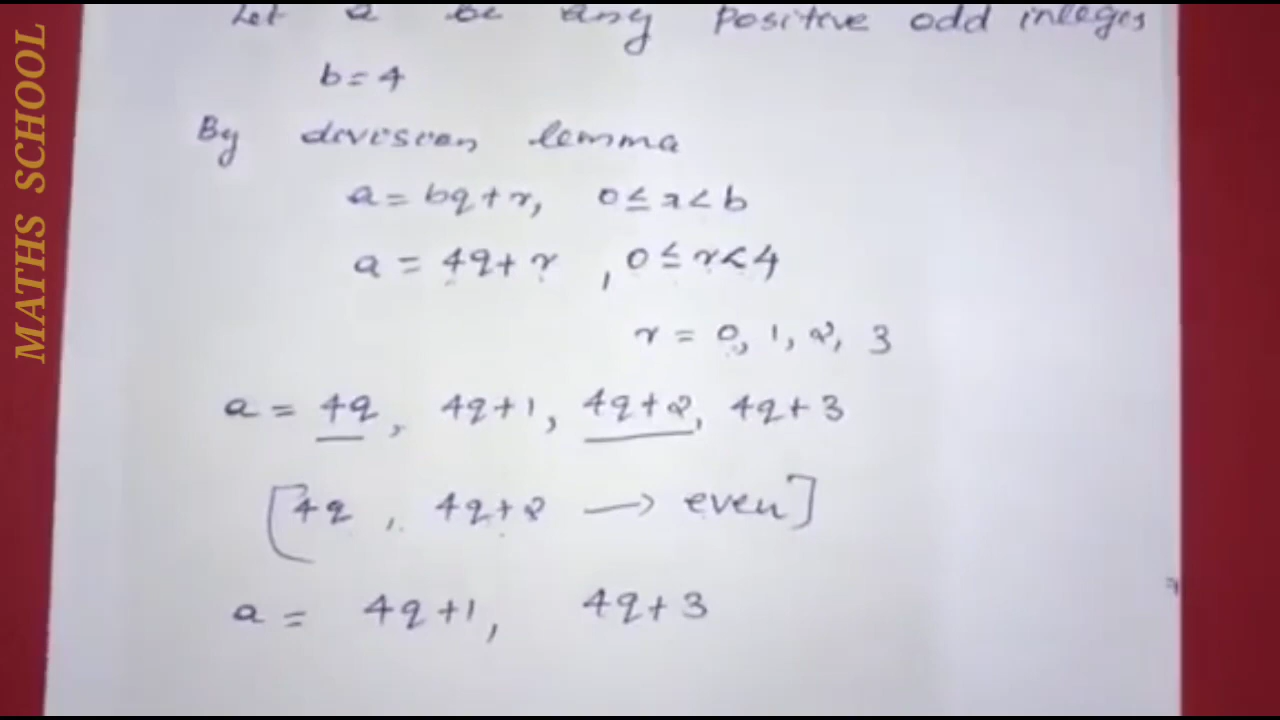 MATHS SCHOOL
Let a be any positive odd integer
b = 4
By division lemma
a = bq + r, 0 ≤ r < b
a = 4q + r , 0 ≤ r < 4
r = 0, 1, 2, 3
a = 4q, 4q+1, 4q+2, 4q+3
[4q , 4q+2 → even]
a = 4q+1, 4q+3